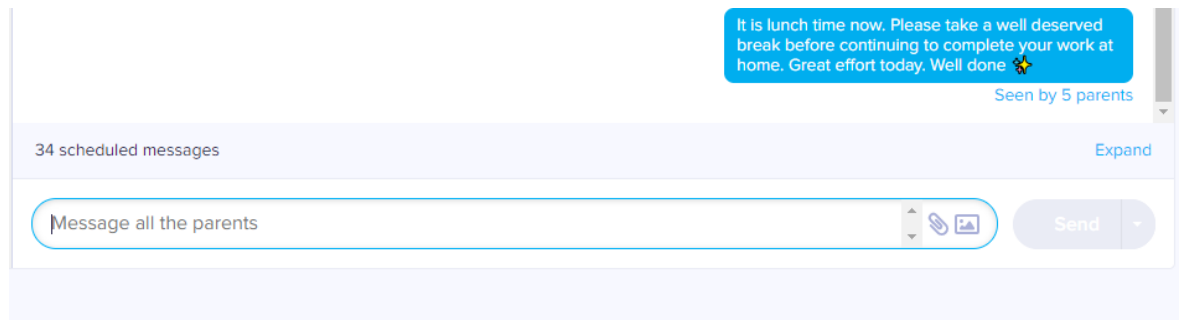 It is lunch time now. Please take a well deserved
break before continuing to complete your work at
home. Great effort today. Well done ✨
Seen by 5 parents
34 scheduled messages
Expand
Message all the parents
Send